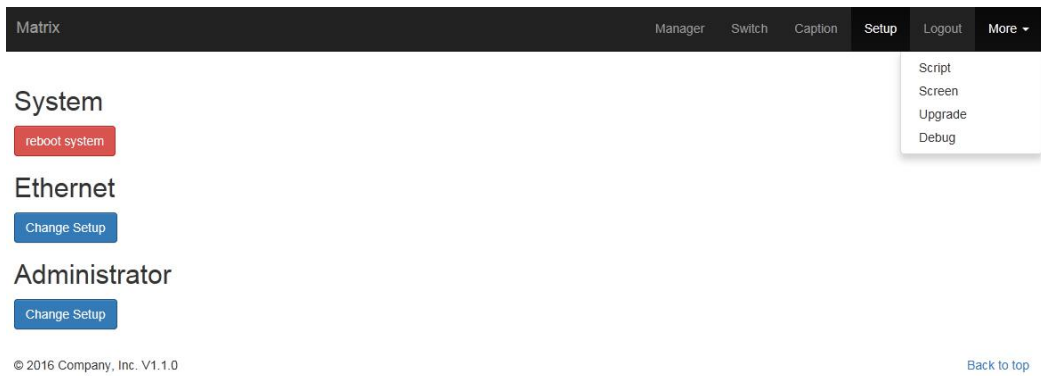 Matrix Manager Switch Caption Setup Logout More
Script
Screen
Upgrade
Debug
System
reboot system
Ethernet
Change Setup
Administrator
Change Setup
© 2016 Company, Inc. V1.1.0 Back to top